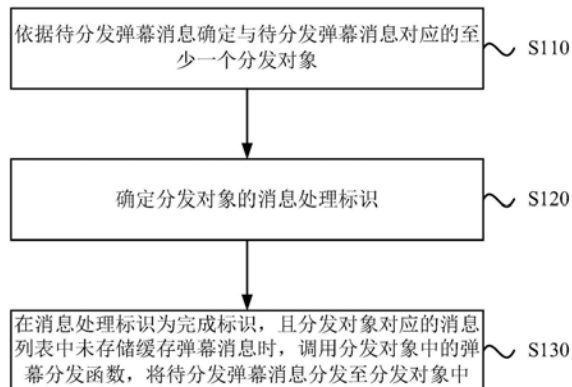 依据待分发弹幕消息确定与待分发弹幕消息对应的至
少一个分发对象
S110
确定分发对象的消息处理标识
S120
在消息处理标识为完成标识，且分发对象对应的消息
列表中未存储缓存弹幕消息时，调用分发对象中的弹
幕分发函数，将待分发弹幕消息分发至分发对象中
S130